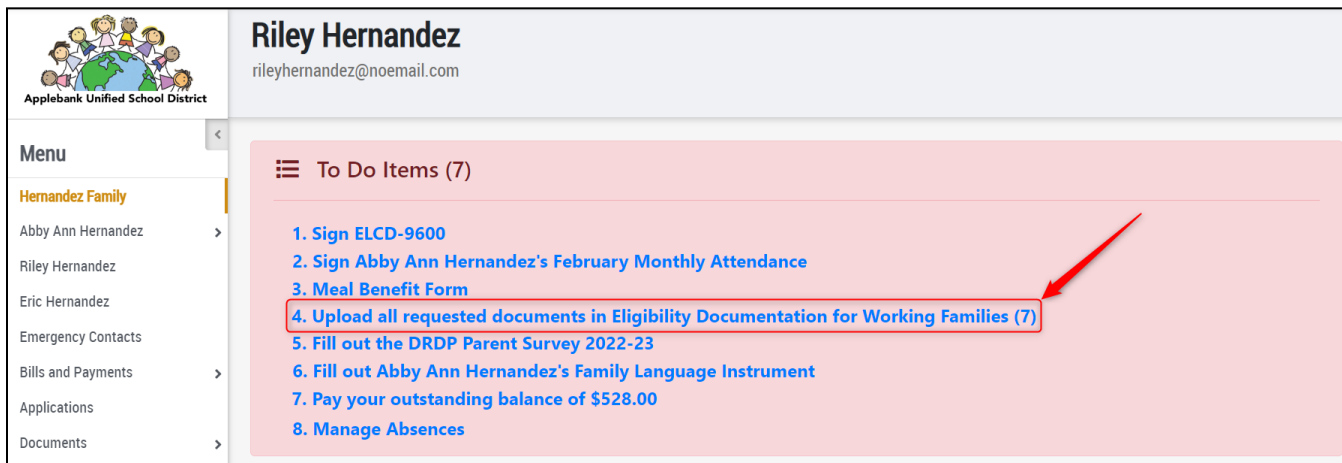 Applebank Unified School District
Riley Hernandez
rileyhernandez@noemail.com
Menu
Hernandez Family
Abby Ann Hernandez
Riley Hernandez
Eric Hernandez
Emergency Contacts
Bills and Payments
Applications
Documents
To Do Items (7)
1. Sign ELCD-9600
2. Sign Abby Ann Hernandez's February Monthly Attendance
3. Meal Benefit Form
4. Upload all requested documents in Eligibility Documentation for Working Families (7)
5. Fill out the DRDP Parent Survey 2022-23
6. Fill out Abby Ann Hernandez's Family Language Instrument
7. Pay your outstanding balance of $528.00
8. Manage Absences